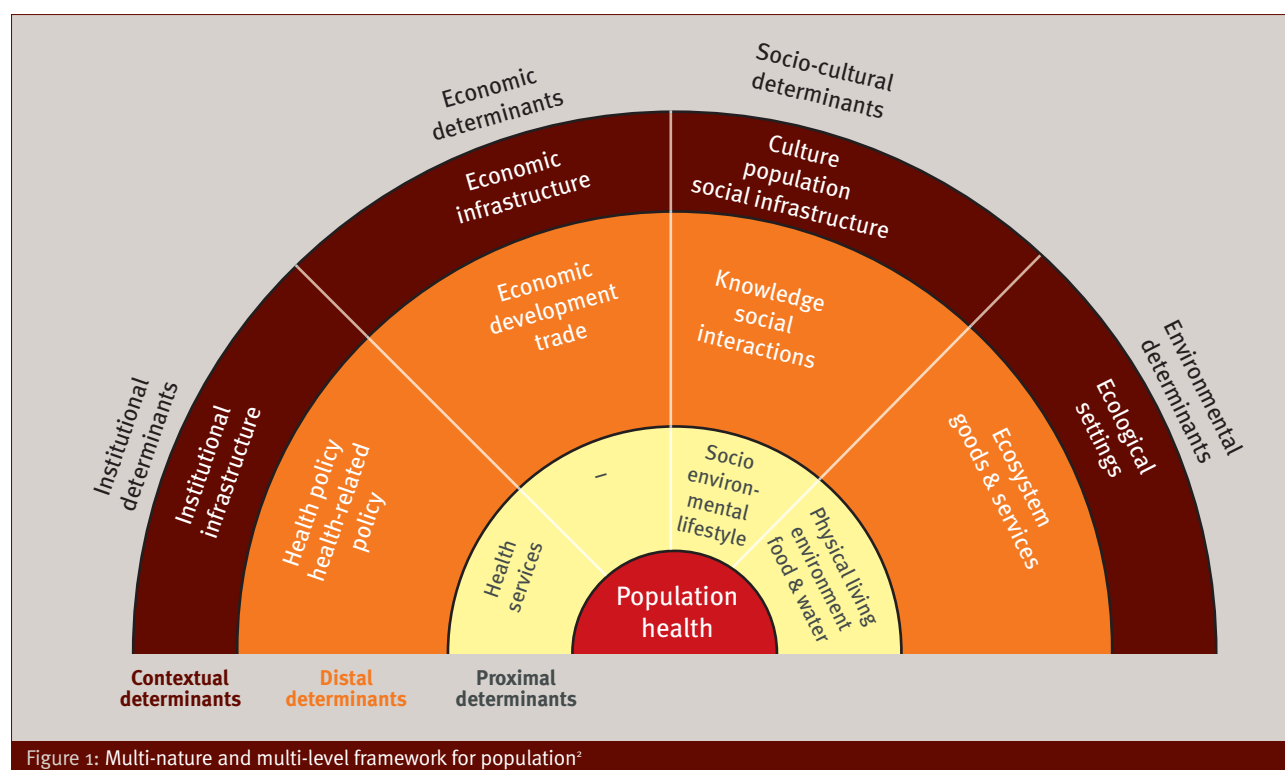 Economic
determinants
Socio-cultural
determinants
Institutional
determinants
Environmental
determinants
Economic
infrastructure
Culture
population
social infrastructure
Institutional
infrastructure
Ecological
settings
Economic
development
trade
Knowledge
social
interactions
Health policy
health-related
policy
Ecosystem
goods & services
–
Socio
environ-
mental
lifestyle
Health
services
Physical living
environment
food & water
Population
health
Contextual
determinants
Distal
determinants
Proximal
determinants
Figure 1: Multi-nature and multi-level framework for population²